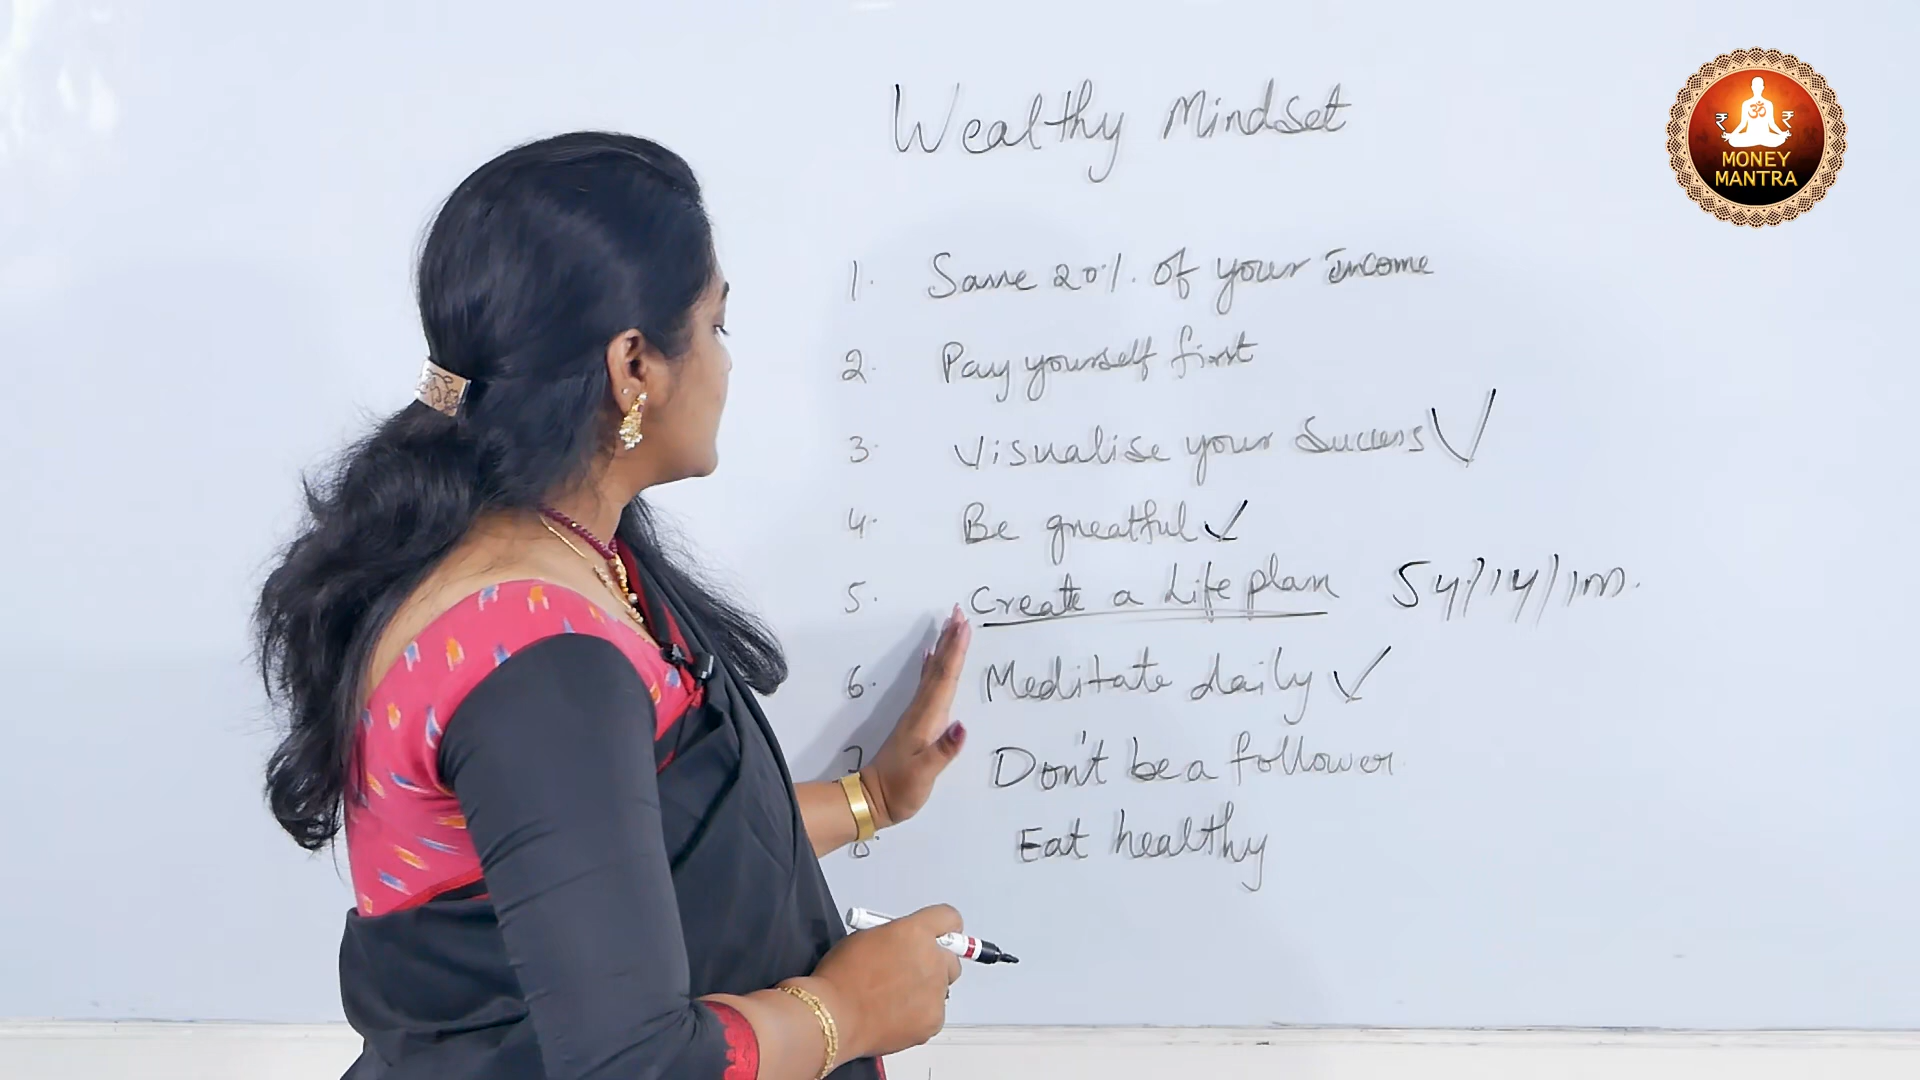 Wealthy Mindset
₹ ॐ ₹
MONEY
MANTRA
1. Save 20%. of your Income
2. Pay yourself first
3. Visualise your Success ✓
4. Be greatful ✓
5. Create a Life plan 5y/1y/1m.
6. Meditate daily ✓
7 Don't be a follower
8. Eat healthy